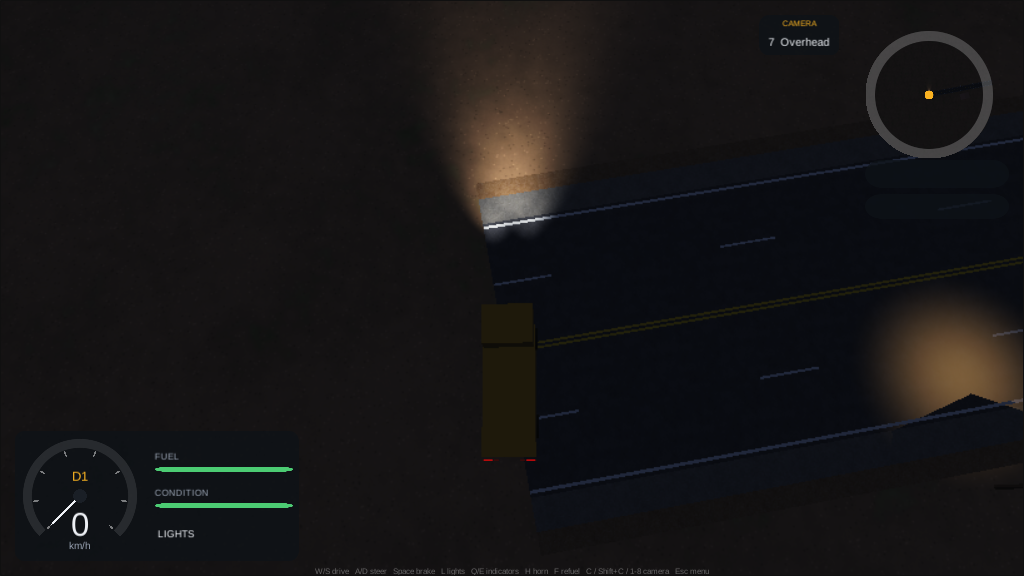 CAMERA
7 Overhead
D1
0
km/h
FUEL
CONDITION
LIGHTS
W/S drive A/D steer Space brake L lights Q/E indicators H horn F refuel C / Shift+C / 1-8 camera Esc menu